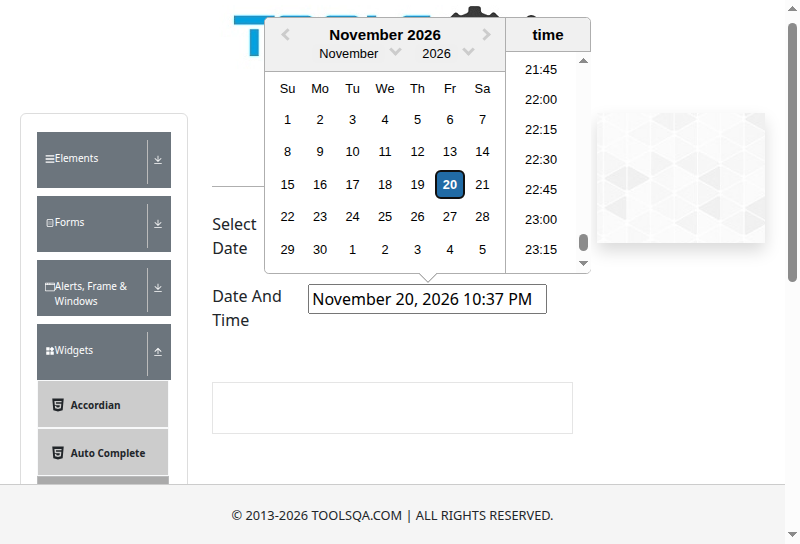 November 2026
November 2026
time
Su Mo Tu We Th Fr Sa
1 2 3 4 5 6 7
8 9 10 11 12 13 14
15 16 17 18 19 20 21
22 23 24 25 26 27 28
29 30 1 2 3 4 5
21:45
22:00
22:15
22:30
22:45
23:00
23:15
Elements
Forms
Alerts, Frame &
Windows
Widgets
Accordian
Auto Complete
Select
Date
Date And
Time
November 20, 2026 10:37 PM
© 2013-2026 TOOLSQA.COM | ALL RIGHTS RESERVED.